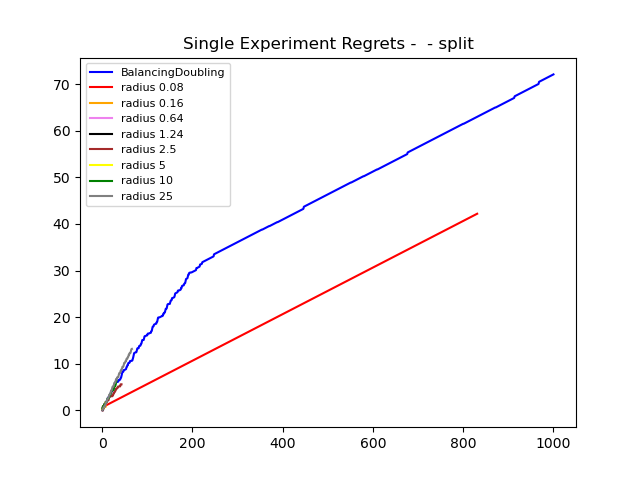 Single Experiment Regrets -  - split
BalancingDoubling
radius 0.08
radius 0.16
radius 0.64
radius 1.24
radius 2.5
radius 5
radius 10
radius 25
70
60
50
40
30
20
10
0
0 200 400 600 800 1000